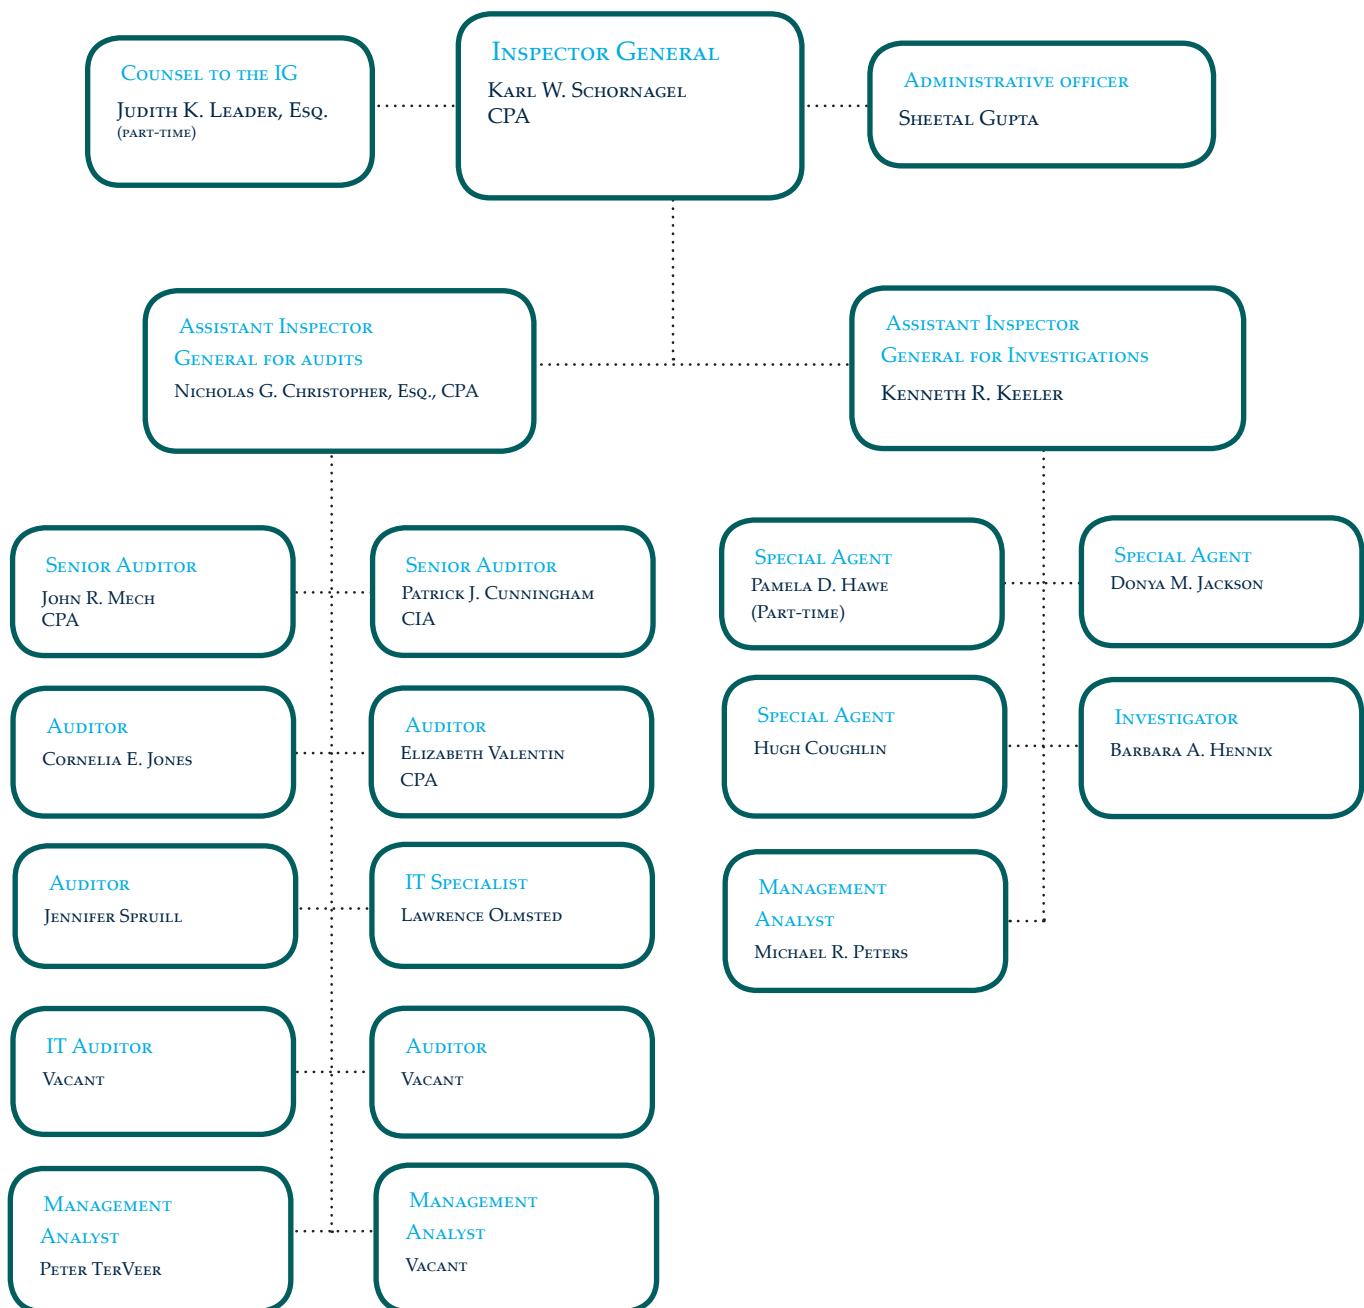 Inspector General
Karl W. Schornagel
CPA
Counsel to the IG
Judith K. Leader, Esq.
(part-time)
Administrative officer
Sheetal Gupta
Assistant Inspector
General for audits
Nicholas G. Christopher, Esq., CPA
Assistant Inspector
General for Investigations
Kenneth R. Keeler
Senior Auditor
John R. Mech
CPA
Senior Auditor
Patrick J. Cunningham
CIA
Auditor
Cornelia E. Jones
Auditor
Elizabeth Valentin
CPA
Auditor
Jennifer Spruill
IT Specialist
Lawrence Olmsted
IT Auditor
Vacant
Auditor
Vacant
Management
Analyst
Peter TerVeer
Management
Analyst
Vacant
Special Agent
Pamela D. Hawe
(Part-time)
Special Agent
Donya M. Jackson
Special Agent
Hugh Coughlin
Investigator
Barbara A. Hennix
Management
Analyst
Michael R. Peters